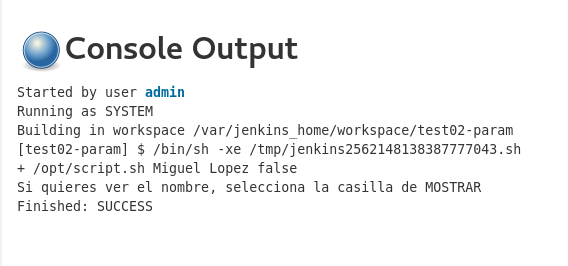 Console Output
Started by user admin
Running as SYSTEM
Building in workspace /var/jenkins_home/workspace/test02-param
[test02-param] $ /bin/sh -xe /tmp/jenkins2562148138387777043.sh
+ /opt/script.sh Miguel Lopez false
Si quieres ver el nombre, selecciona la casilla de MOSTRAR
Finished: SUCCESS